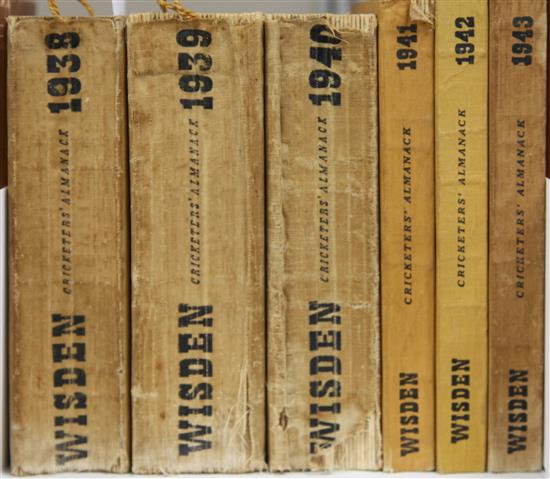 WISDEN CRICKETERS' ALMANACK 1938
WISDEN CRICKETERS' ALMANACK 1939
WISDEN CRICKETERS' ALMANACK 1940
WISDEN CRICKETERS' ALMANACK 1941
WISDEN CRICKETERS' ALMANACK 1942
WISDEN CRICKETERS' ALMANACK 1943